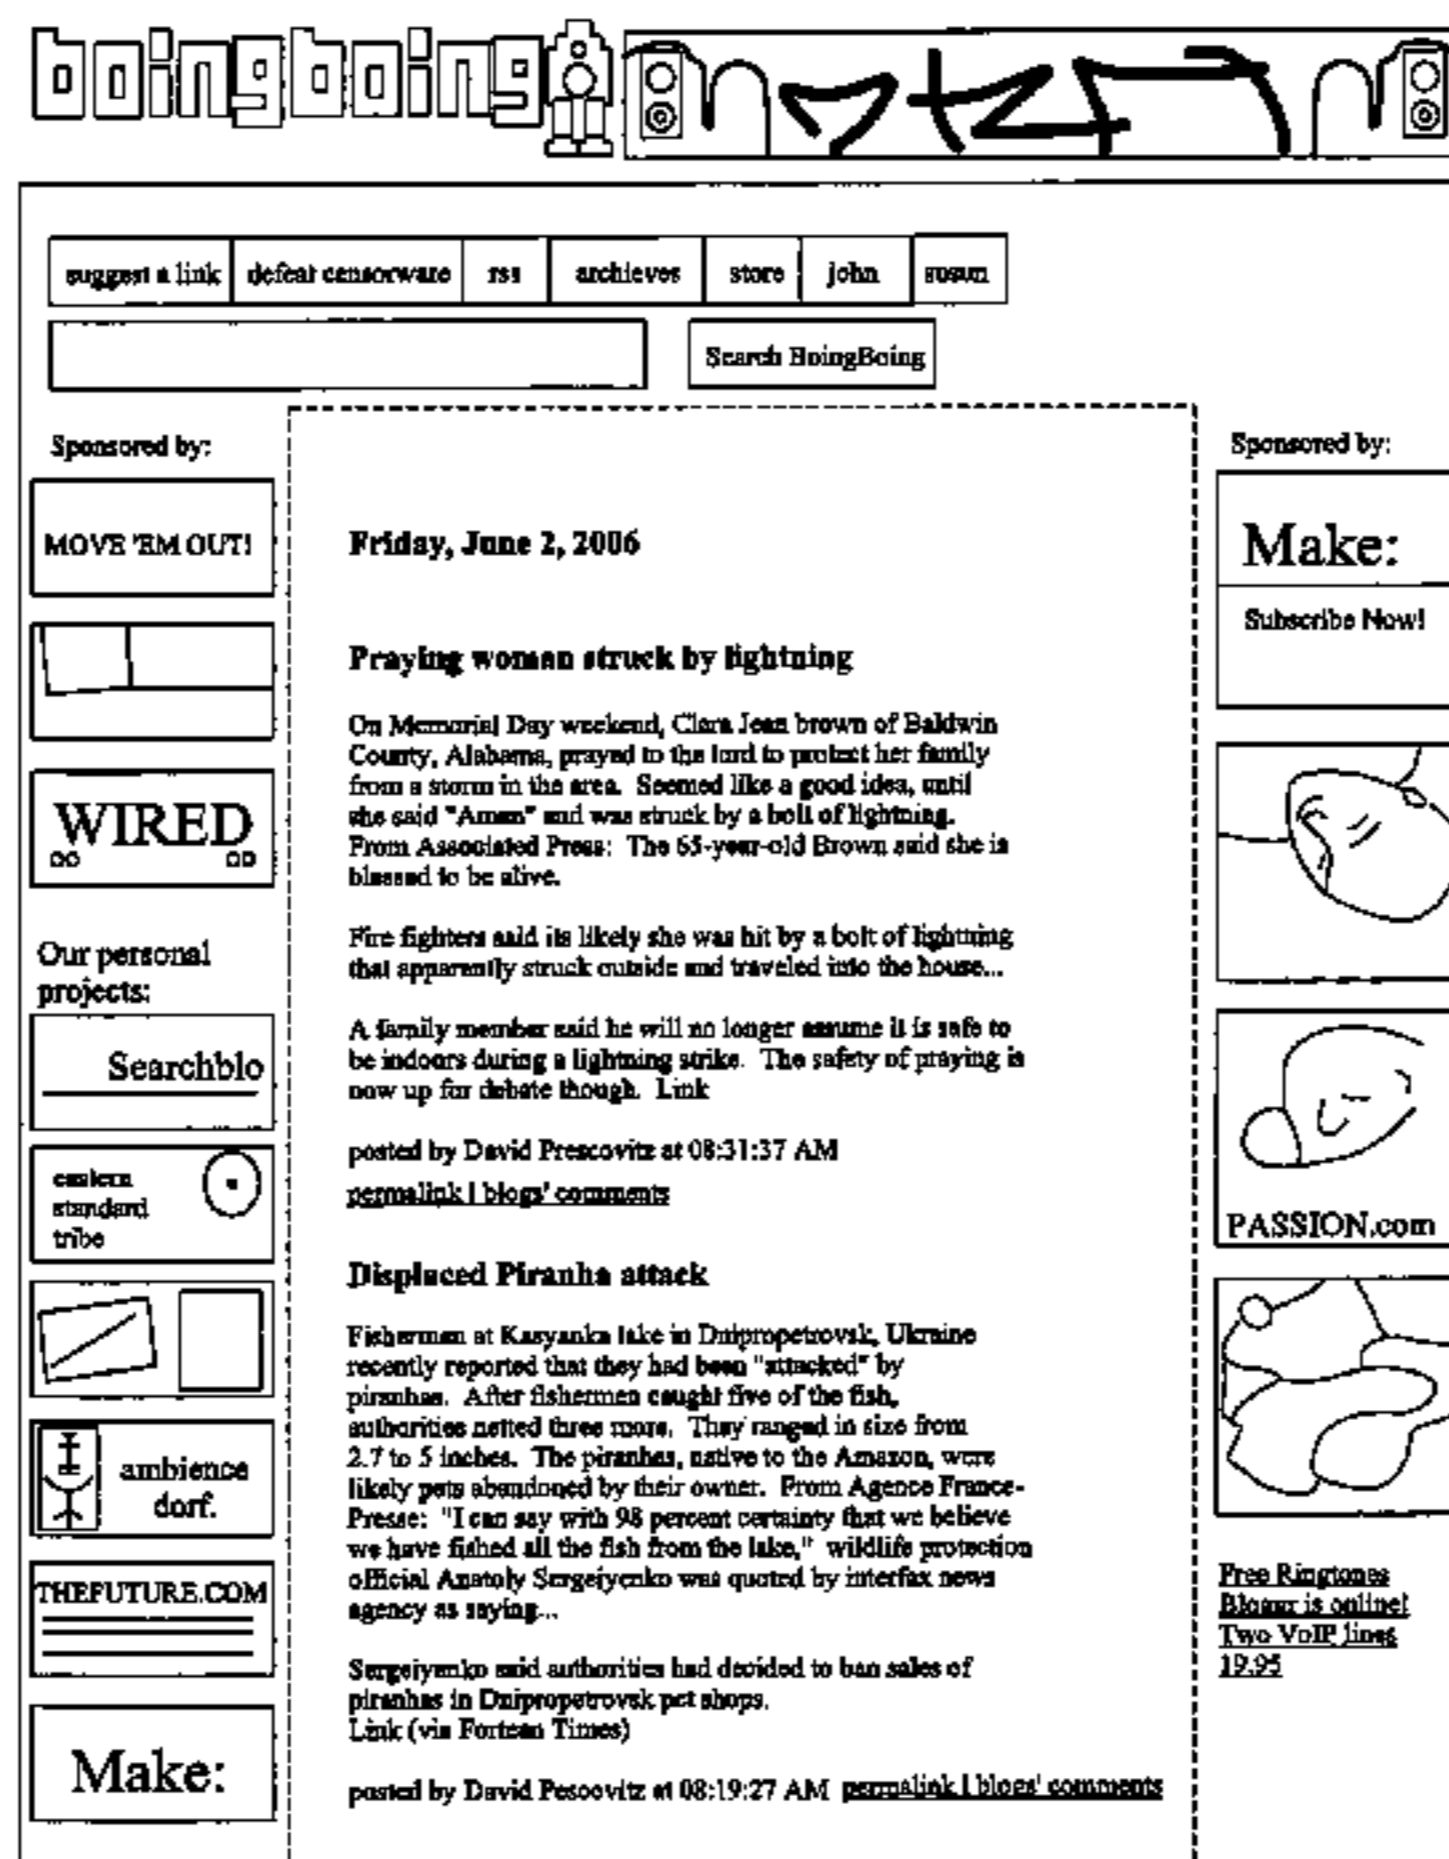 boingboing
suggest a link defeat censorware rss archieves store john susan
Search BoingBoing
Sponsored by:
MOVE 'EM OUT!
WIRED
Our personal
projects:
Searchblo
eastern
standard
tribe
ambience
dorf.
THEFUTURE.COM
Make:
Friday, June 2, 2006
Praying woman struck by lightning
On Memorial Day weekend, Clara Jean brown of Baldwin
County, Alabama, prayed to the lord to protect her family
from a storm in the area. Seemed like a good idea, until
she said "Amen" and was struck by a bolt of lightning.
From Associated Press: The 65-year-old Brown said she is
blessed to be alive.
Fire fighters said its likely she was hit by a bolt of lightning
that apparently struck outside and traveled into the house...
A family member said he will no longer assume it is safe to
be indoors during a lightning strike. The safety of praying is
now up for debate though. Link
posted by David Prescovitz at 08:31:37 AM
permalink | blogs' comments
Displaced Piranha attack
Fisherman at Kasyanka lake in Dnipropetrovsk, Ukraine
recently reported that they had been "attacked" by
piranhas. After fishermen caught five of the fish,
authorities netted three more. They ranged in size from
2.7 to 5 inches. The piranhas, native to the Amazon, were
likely pets abandoned by their owner. From Agence France-
Presse: "I can say with 98 percent certainty that we believe
we have fished all the fish from the lake," wildlife protection
official Anatoly Sergeiyenko was quoted by interfax news
agency as saying...
Sergeiyenko said authorities had decided to ban sales of
piranhas in Dnipropetrovsk pet shops.
Link (via Fortean Times)
posted by David Pescovitz at 08:19:27 AM permalink | blogs' comments
Sponsored by:
Make:
Subscribe Now!
PASSION.com
Free Ringtones
is online!
Two VoIP lines
19.95